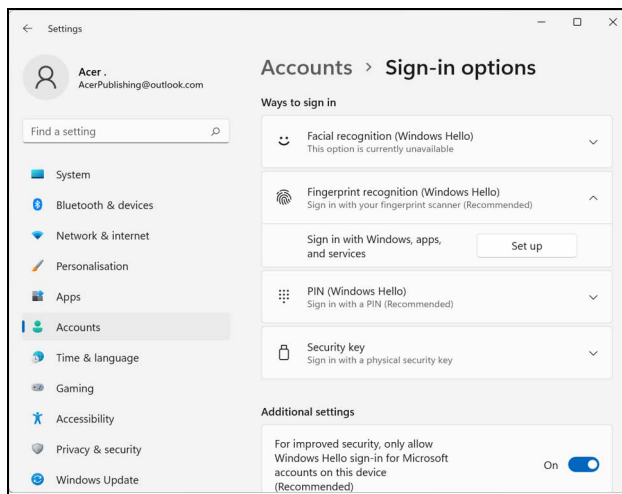 Settings
Acer .
AcerPublishing@outlook.com
Find a setting
System
Bluetooth & devices
Network & internet
Personalisation
Apps
Accounts
Time & language
Gaming
Accessibility
Privacy & security
Windows Update
Accounts > Sign-in options
Ways to sign in
Facial recognition (Windows Hello)
This option is currently unavailable
Fingerprint recognition (Windows Hello)
Sign in with your fingerprint scanner (Recommended)
Sign in with Windows, apps,
and services
Set up
PIN (Windows Hello)
Sign in with a PIN (Recommended)
Security key
Sign in with a physical security key
Additional settings
For improved security, only allow
Windows Hello sign-in for Microsoft
accounts on this device
(Recommended)
On